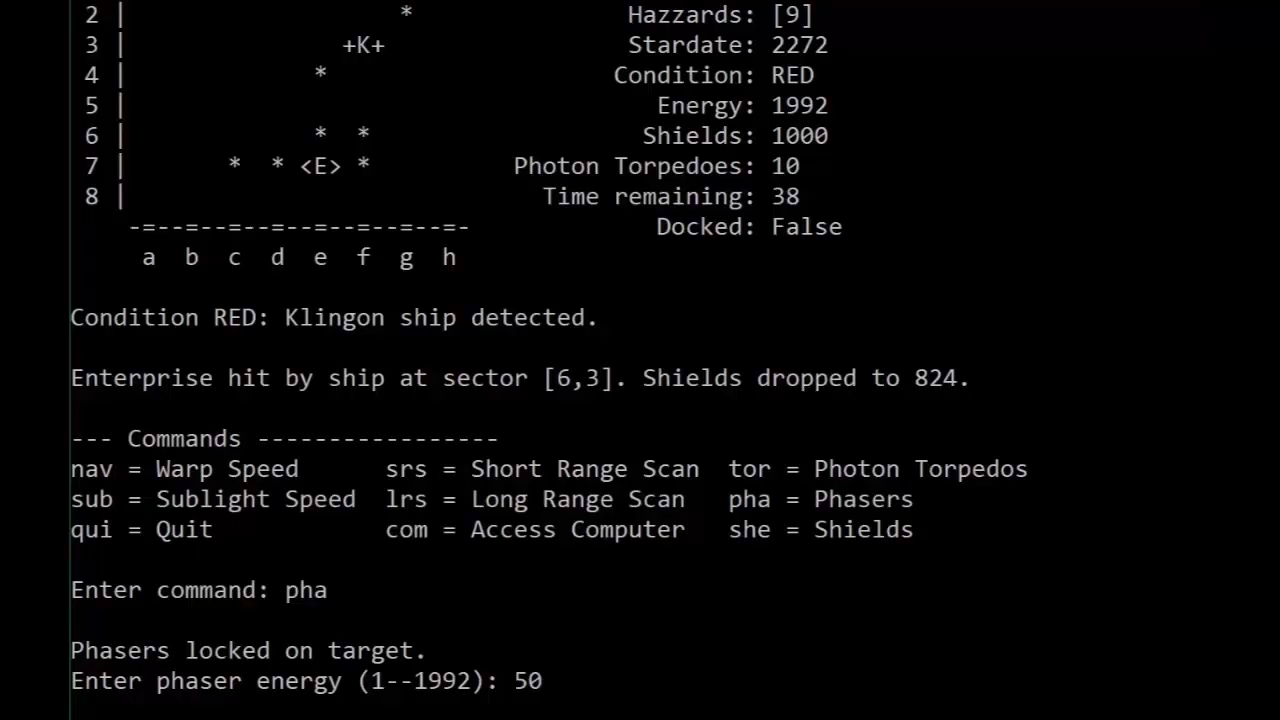 2 |                   *               Hazzards: [9]
3 |               +K+                 Stardate: 2272
4 |             *                    Condition: RED
5 |                                     Energy: 1992
6 |             *  *                   Shields: 1000
7 |       *  * <E> *          Photon Torpedoes: 10
8 |                             Time remaining: 38
-=--=--=--=--=--=--=--=-             Docked: False
a  b  c  d  e  f  g  h
Condition RED: Klingon ship detected.
Enterprise hit by ship at sector [6,3]. Shields dropped to 824.
--- Commands -----------------
nav = Warp Speed      srs = Short Range Scan  tor = Photon Torpedos
sub = Sublight Speed  lrs = Long Range Scan   pha = Phasers
qui = Quit            com = Access Computer   she = Shields
Enter command: pha
Phasers locked on target.
Enter phaser energy (1--1992): 50